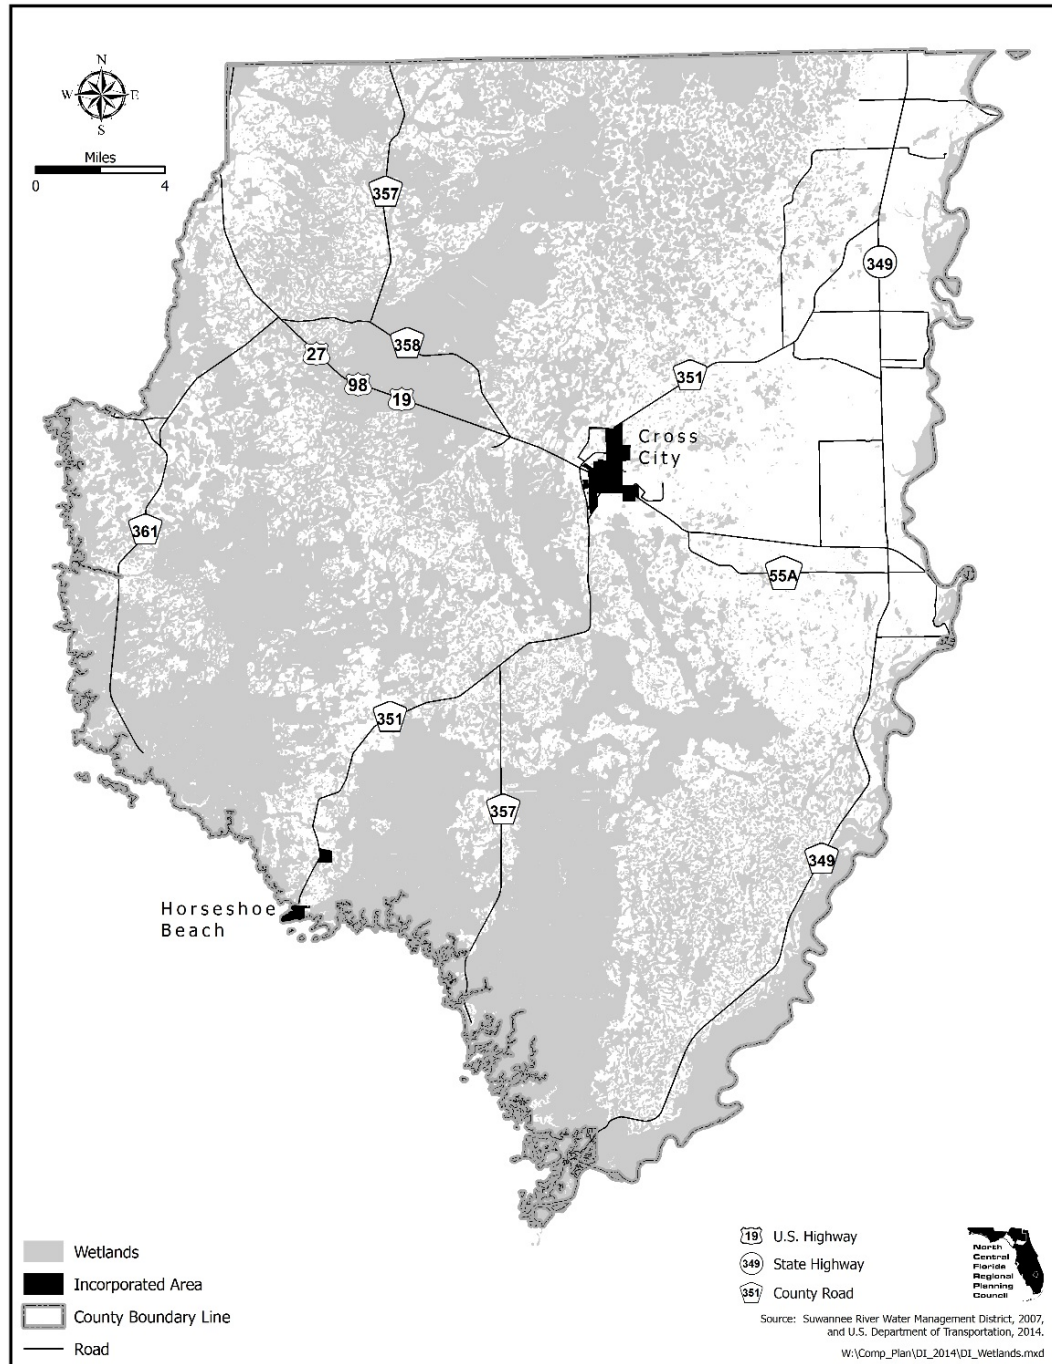 N
W E
S
Miles
0 4
357
349
358
27
98
19
351
Cross
City
361
55A
351
357
349
Horseshoe
Beach
Wetlands
Incorporated Area
County Boundary Line
Road
19 U.S. Highway
349 State Highway
351 County Road
North
Central
Florida
Regional
Planning
Council
Source: Suwannee River Water Management District, 2007,
and U.S. Department of Transportation, 2014.
W:\Comp_Plan\DI_2014\DI_Wetlands.mxd